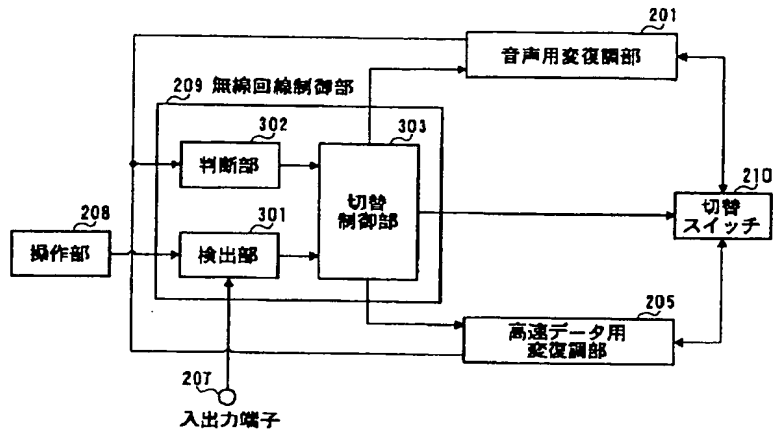 201
音声用変復調部
209 無線回線制御部
302
判断部
303
切替
制御部
210
切替
スイッチ
208
操作部
301
検出部
205
高速データ用
変復調部
207
入出力端子